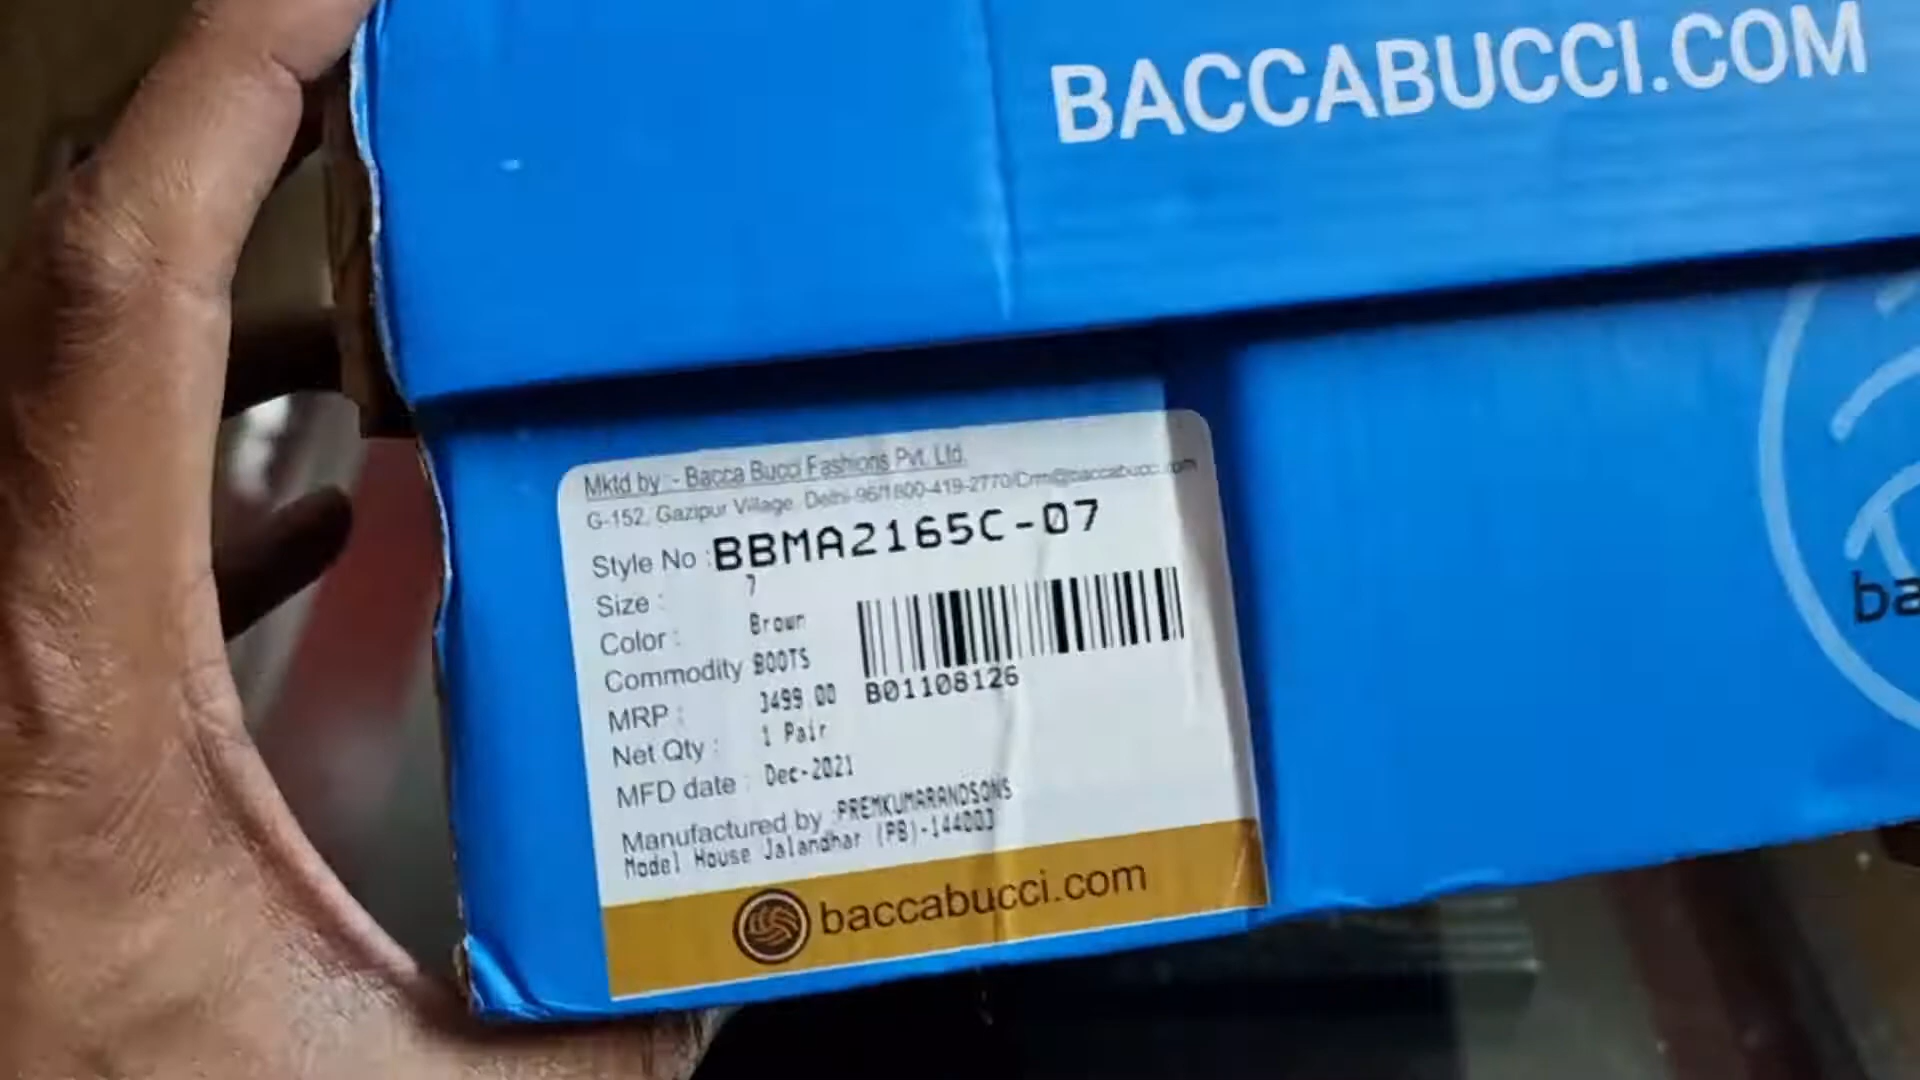 BACCABUCCI.COM
Mktd by :- Bacca Bucci Fashions Pvt. Ltd.
G-152, Gazipur Village, Delhi-96/1800-419-2770/Crm@baccabucci.com
Style No :BBMA2165C-07
Size : 7
Color : Brown
Commodity BOOTS
MRP : 3499.00
Net Qty : 1 Pair
MFD date : Dec-2021
B01108126
Manufactured by :PREMKUMARANDSONS
Model House Jalandhar (PB)-144003
baccabucci.com
ba